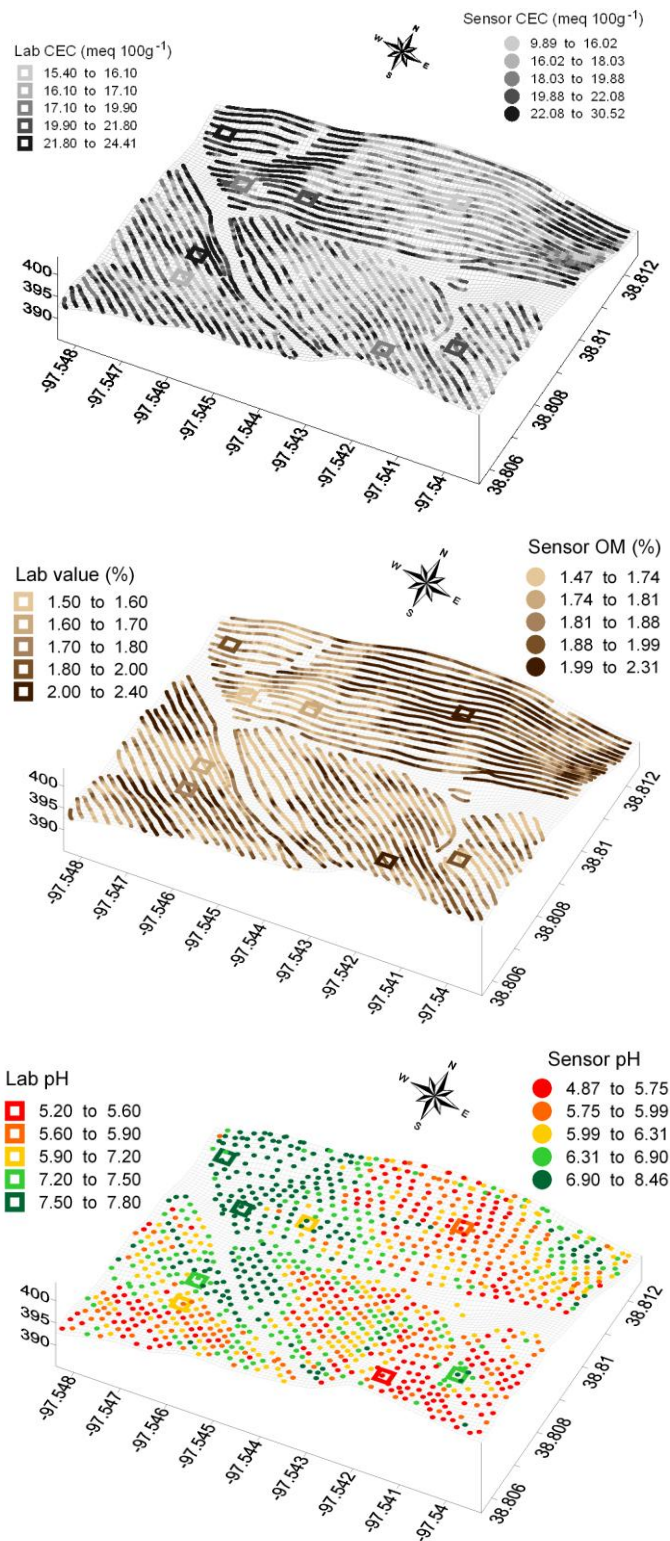 Lab CEC (meq 100g⁻¹)
15.40 to 16.10
16.10 to 17.10
17.10 to 19.90
19.90 to 21.80
21.80 to 24.41
N
W
E
S
Sensor CEC (meq 100g⁻¹)
9.89 to 16.02
16.02 to 18.03
18.03 to 19.88
19.88 to 22.08
22.08 to 30.52
400
395
390
-97.548
-97.547
-97.546
-97.545
-97.544
-97.543
-97.542
-97.541
-97.54
38.806
38.808
38.81
38.812
Lab value (%)
1.50 to 1.60
1.60 to 1.70
1.70 to 1.80
1.80 to 2.00
2.00 to 2.40
N
W
E
S
Sensor OM (%)
1.47 to 1.74
1.74 to 1.81
1.81 to 1.88
1.88 to 1.99
1.99 to 2.31
400
395
390
-97.548
-97.547
-97.546
-97.545
-97.544
-97.543
-97.542
-97.541
-97.54
38.806
38.808
38.81
38.812
Lab pH
5.20 to 5.60
5.60 to 5.90
5.90 to 7.20
7.20 to 7.50
7.50 to 7.80
N
W
E
S
Sensor pH
4.87 to 5.75
5.75 to 5.99
5.99 to 6.31
6.31 to 6.90
6.90 to 8.46
400
395
390
-97.548
-97.547
-97.546
-97.545
-97.544
-97.543
-97.542
-97.541
-97.54
38.806
38.808
38.81
38.812